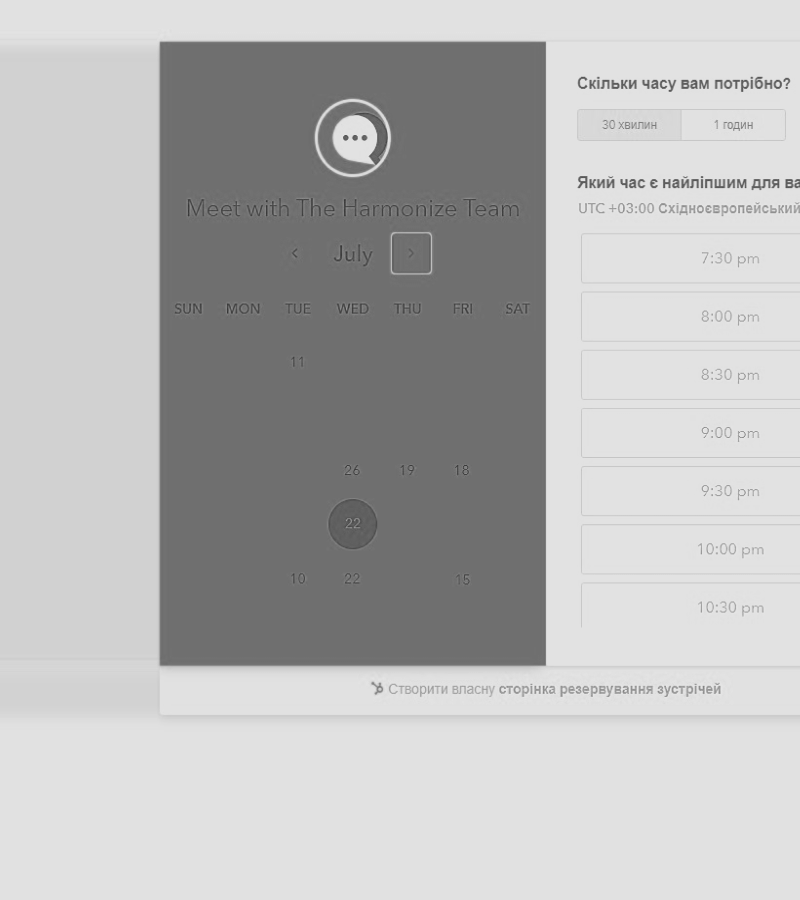 Meet with The Harmonize Team
July
SUN MON TUE WED THU FRI SAT
11
26 19 18
22
10 22 15
Скільки часу вам потрібно?
30 хвилин 1 годин
Який час є найліпшим для ва
UTC +03:00 Східноєвропейський
7:30 pm
8:00 pm
8:30 pm
9:00 pm
9:30 pm
10:00 pm
10:30 pm
Створити власну сторінка резервування зустрічей